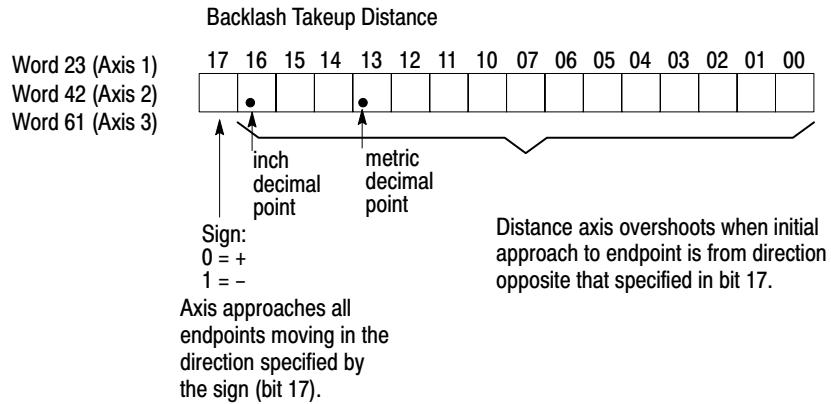 Backlash Takeup Distance
17 16 15 14 13 12 11 10 07 06 05 04 03 02 01 00
Word 23 (Axis 1)
Word 42 (Axis 2)
Word 61 (Axis 3)
inch
decimal
point
metric
decimal
point
Sign:
0 = +
1 = –
Axis approaches all
endpoints moving in the
direction specified by
the sign (bit 17).
Distance axis overshoots when initial
approach to endpoint is from direction
opposite that specified in bit 17.